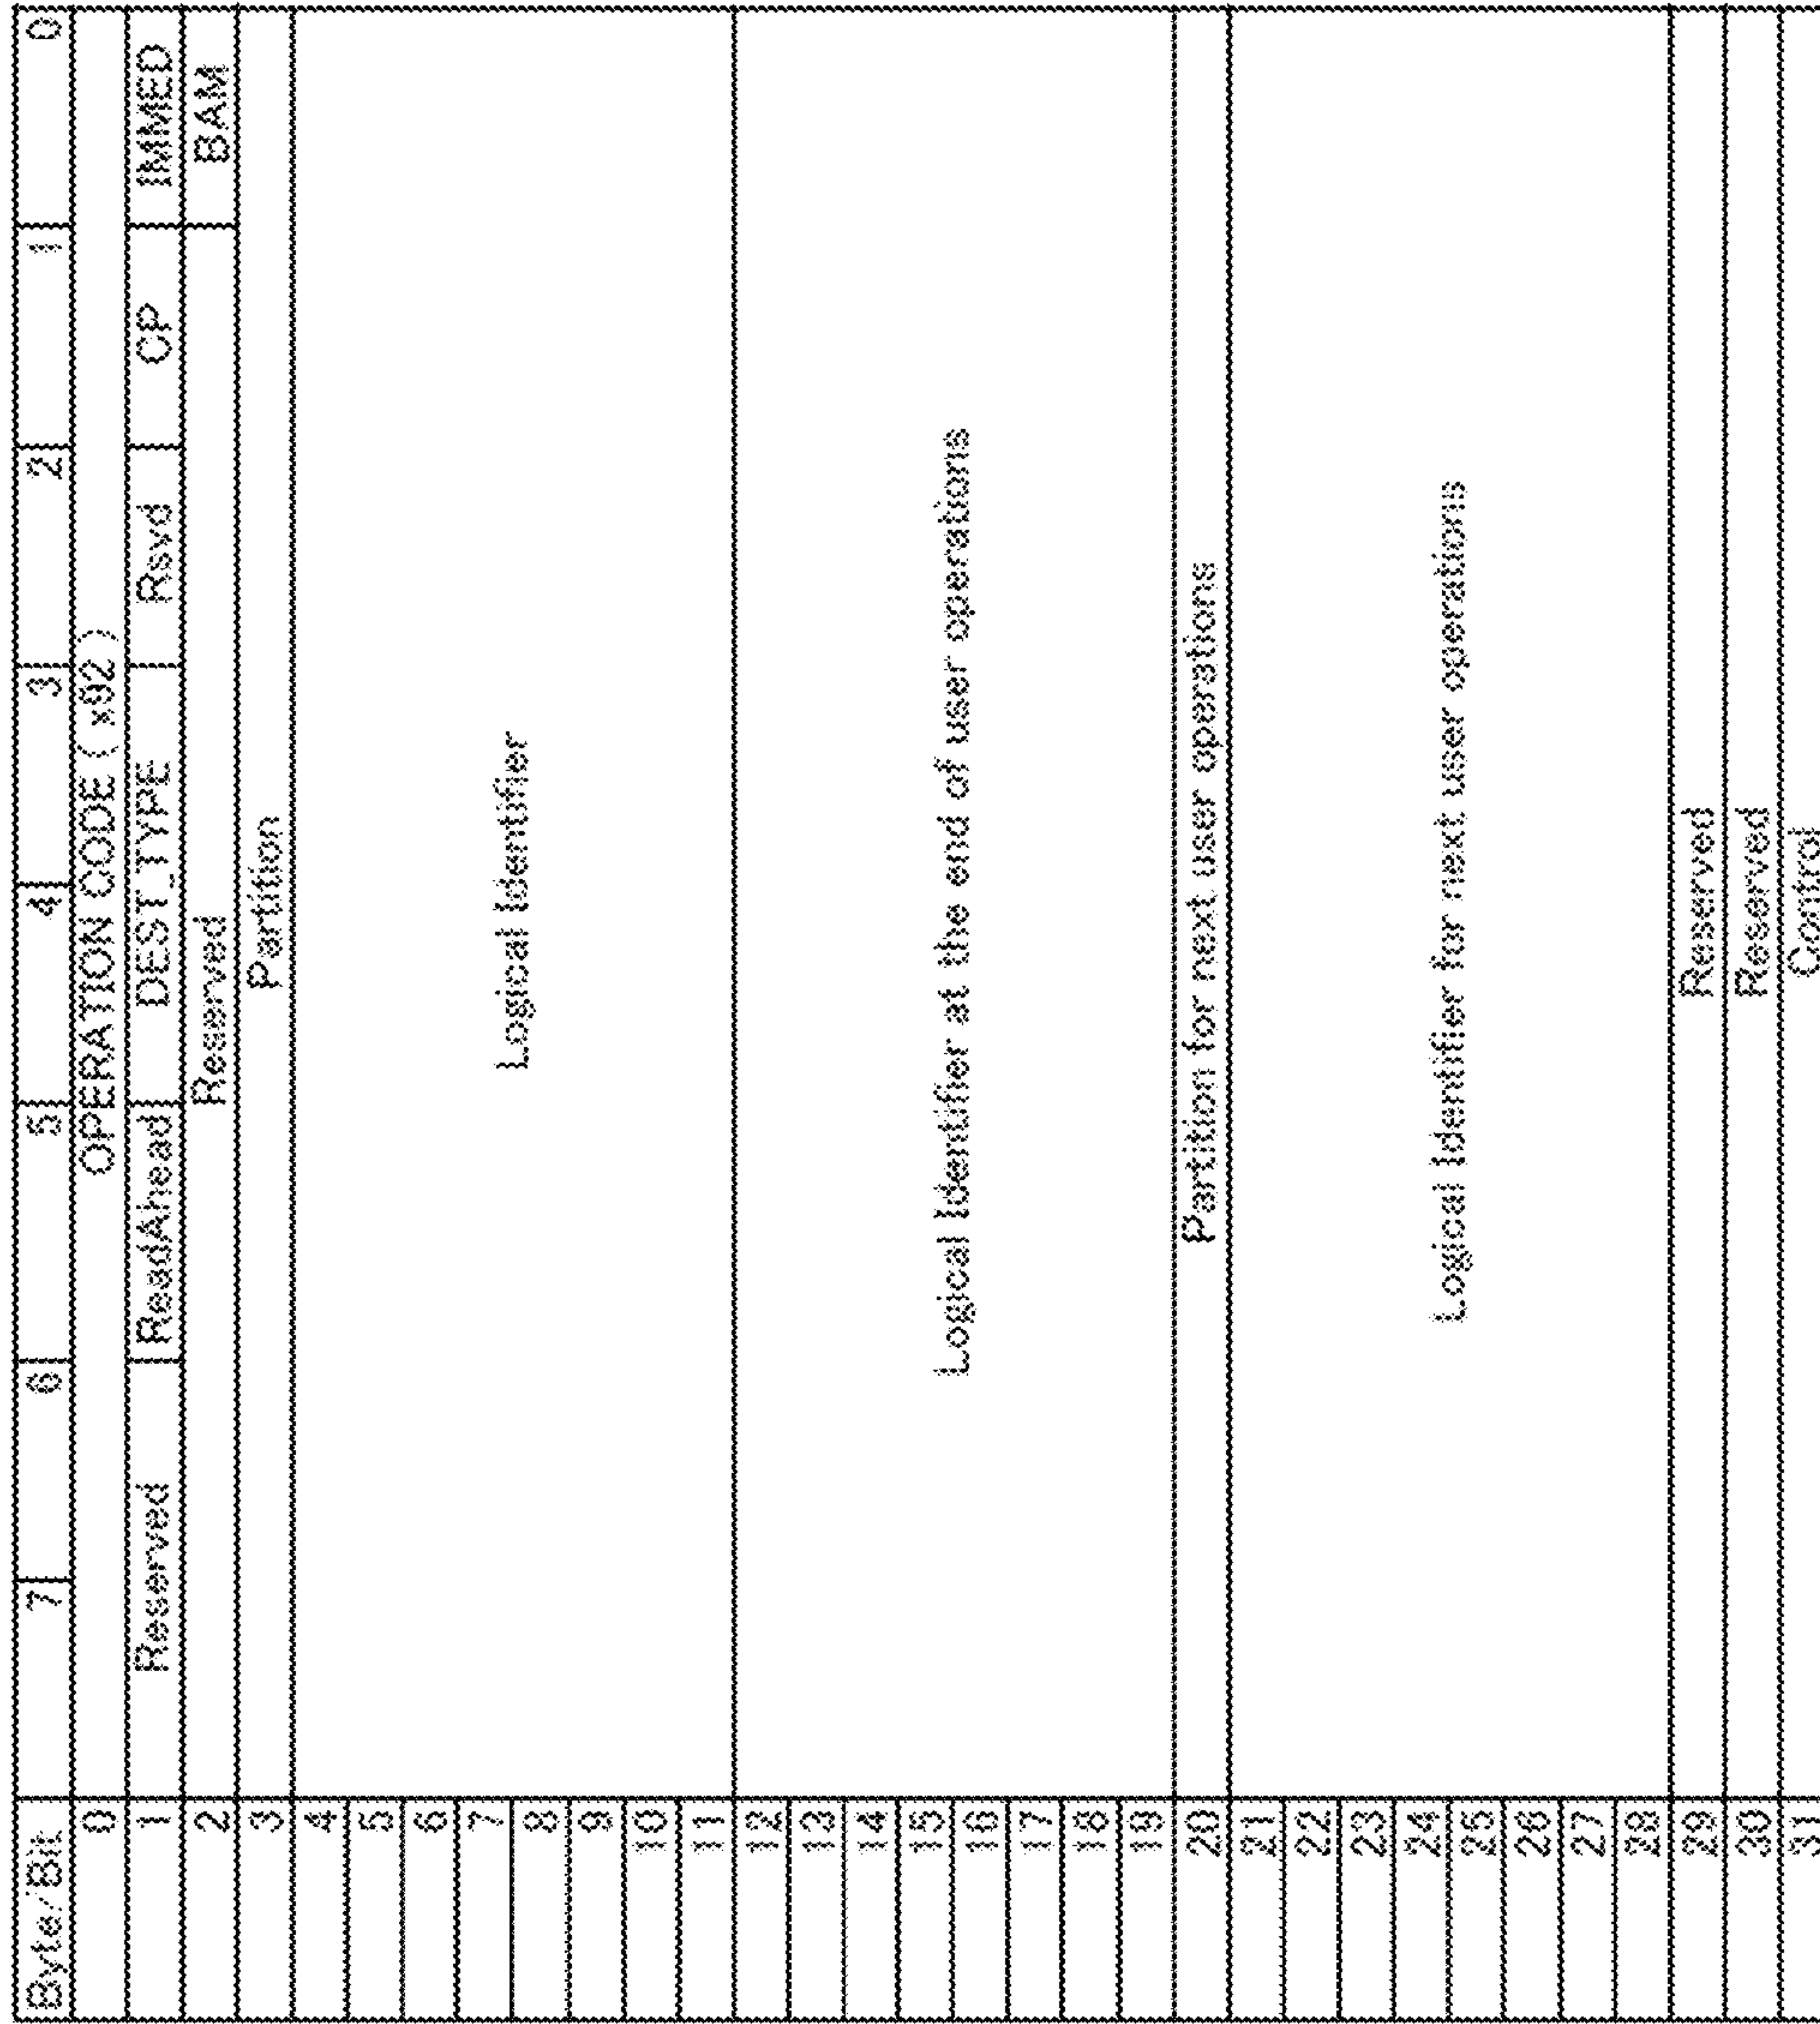 Byte/Bit 7 6 5 4 3 2 1 0
0 OPERATION CODE ( x92 )
1 Reserved ReadAhead DEST_TYPE Rsvd CP IMMED
2 Reserved BAM
3 Partition
4
5
6
7
8 Logical Identifier
9
10
11
12
13
14
15
16 Logical Identifier at the end of user operations
17
18
19
20 Partition for next user operations
21
22
23
24
25 Logical Identifier for next user operations
26
27
28
29 Reserved
30 Reserved
31 Control